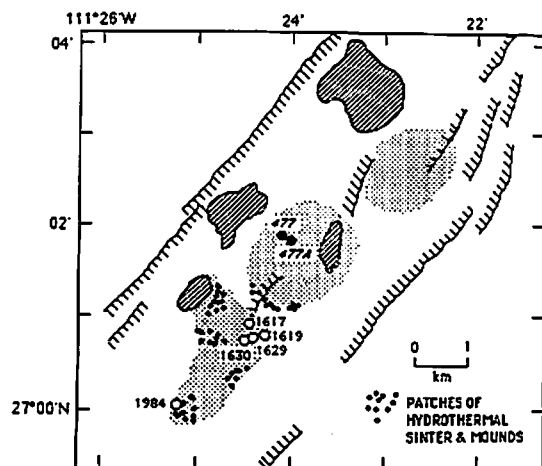 111°26'W 24' 22'
04'
02'
477
477A
1617
1619
1630 1629
0 1
km
1984
27°00'N
PATCHES OF
HYDROTHERMAL
SINTER & MOUNDS